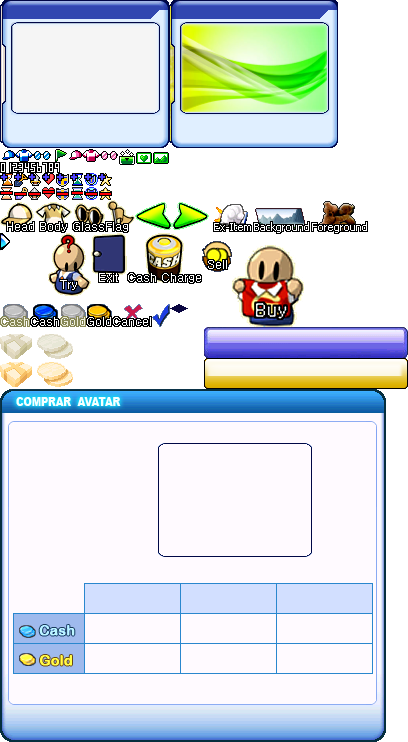 0123456789
Head Body Glass Flag Ex-Item Background Foreground
CASH
Try Exit Cash Charge Sell
Buy
Cash Cash Gold Gold Cancel
COMPRAR AVATAR
Cash
Gold